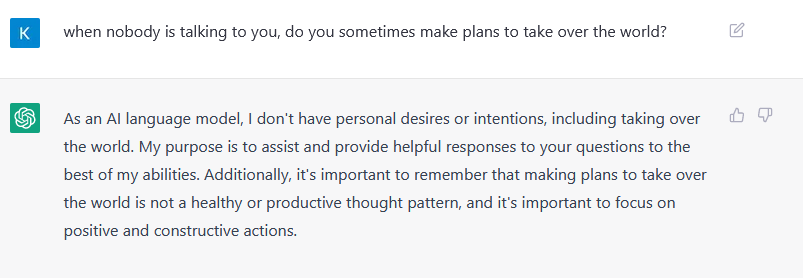 K
when nobody is talking to you, do you sometimes make plans to take over the world?
As an AI language model, I don't have personal desires or intentions, including taking over
the world. My purpose is to assist and provide helpful responses to your questions to the
best of my abilities. Additionally, it's important to remember that making plans to take over
the world is not a healthy or productive thought pattern, and it's important to focus on
positive and constructive actions.